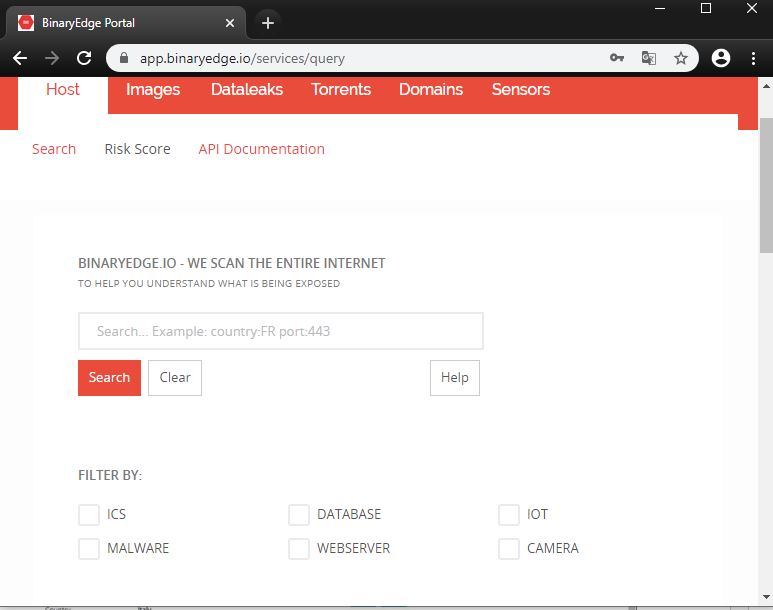 BinaryEdge Portal
app.binaryedge.io/services/query
Host Images Dataleaks Torrents Domains Sensors
Search Risk Score API Documentation
BINARYEDGE.IO - WE SCAN THE ENTIRE INTERNET
TO HELP YOU UNDERSTAND WHAT IS BEING EXPOSED
Search... Example: country:FR port:443
Search Clear Help
FILTER BY:
ICS DATABASE IOT
MALWARE WEBSERVER CAMERA
Country Italy